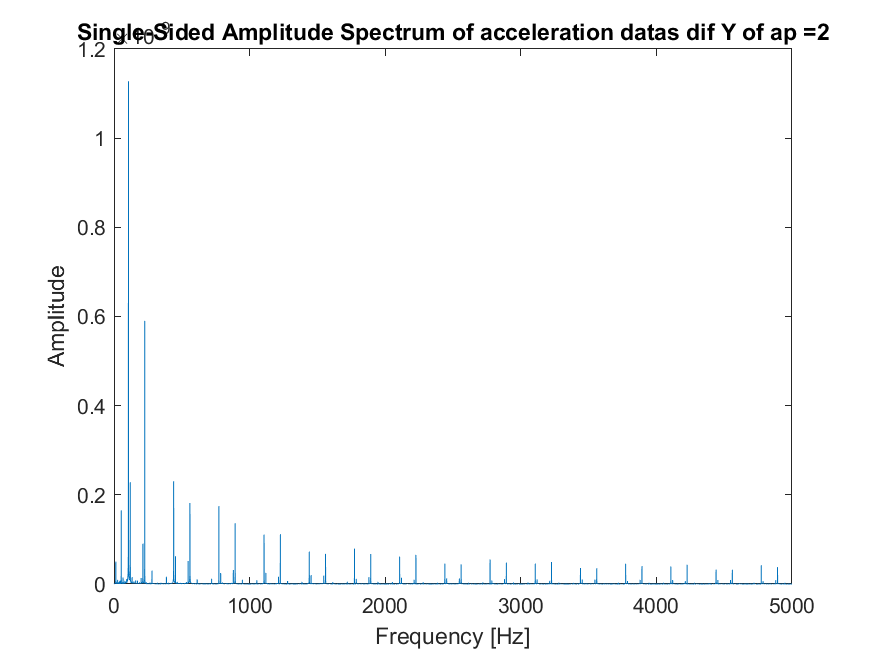 Single-Sided Amplitude Spectrum of acceleration datas dif Y of ap =2
1.2
1
0.8
0.6
0.4
0.2
0
Amplitude
0 1000 2000 3000 4000 5000
Frequency [Hz]